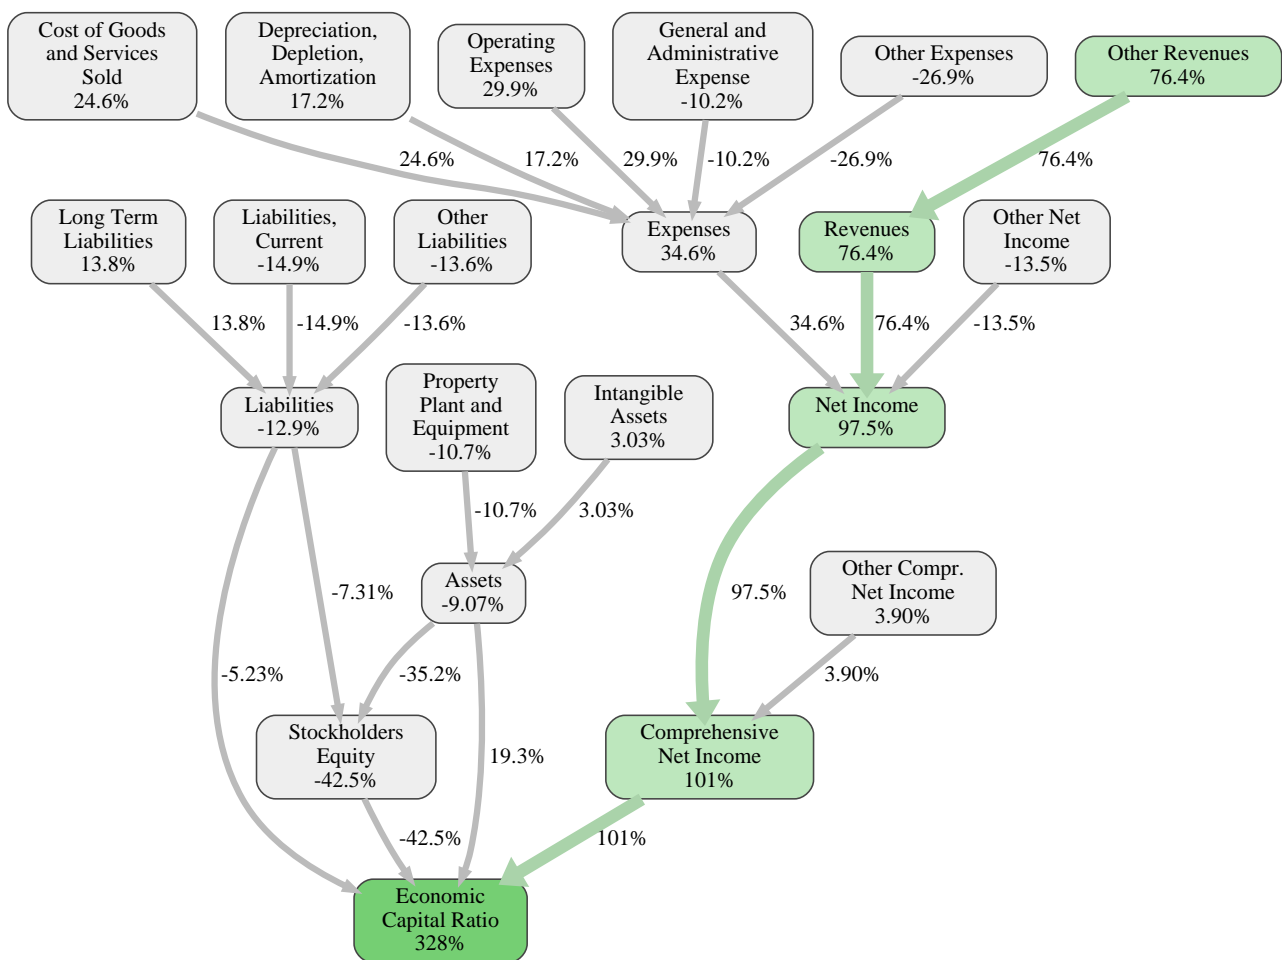 Cost of Goods
and Services
Sold
24.6%
Depreciation,
Depletion,
Amortization
17.2%
Operating
Expenses
29.9%
General and
Administrative
Expense
-10.2%
Other Expenses
-26.9%
Other Revenues
76.4%
24.6%
17.2%
29.9%
-10.2%
-26.9%
76.4%
Long Term
Liabilities
13.8%
Liabilities,
Current
-14.9%
Other
Liabilities
-13.6%
Expenses
34.6%
Revenues
76.4%
Other Net
Income
-13.5%
13.8%
-14.9%
-13.6%
34.6%
76.4%
-13.5%
Liabilities
-12.9%
Property
Plant and
Equipment
-10.7%
Intangible
Assets
3.03%
Net Income
97.5%
-10.7%
3.03%
Assets
-9.07%
Other Compr.
Net Income
3.90%
-7.31%
97.5%
-5.23%
-35.2%
3.90%
Stockholders
Equity
-42.5%
19.3%
Comprehensive
Net Income
101%
-42.5%
101%
Economic
Capital Ratio
328%